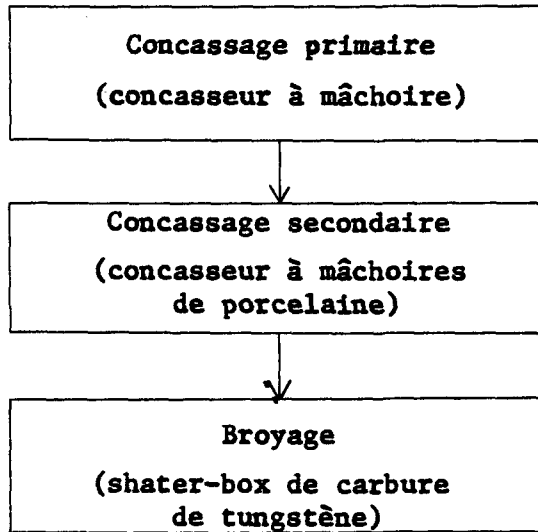 Concassage primaire
(concasseur à mâchoire)
Concassage secondaire
(concasseur à mâchoires
de porcelaine)
Broyage
(shater-box de carbure
de tungstène)